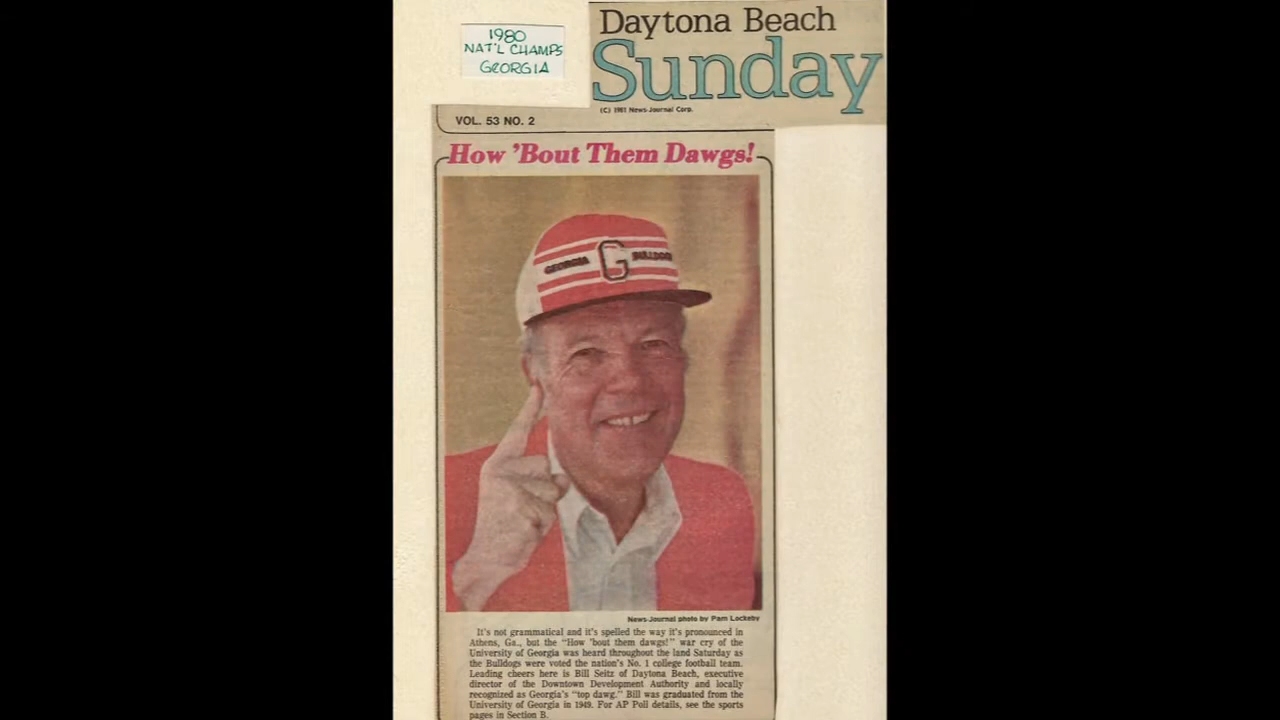 1980
NAT'L CHAMPS
GEORGIA
Daytona Beach
Sunday
(C) 1981 News-Journal Corp.
VOL. 53 NO. 2
How 'Bout Them Dawgs!
GEORGIA G BULLDOGS
News-Journal photo by Pam Lockeby
It's not grammatical and it's spelled the way it's pronounced in
Athens, Ga., but the "How 'bout them dawgs!" war cry of the
University of Georgia was heard throughout the land Saturday as
the Bulldogs were voted the nation's No. 1 college football team.
Leading cheers here is Bill Seitz of Daytona Beach, executive
director of the Downtown Development Authority and locally
recognized as Georgia's "top dawg." Bill was graduated from the
University of Georgia in 1949. For AP Poll details, see the sports
pages in Section B.